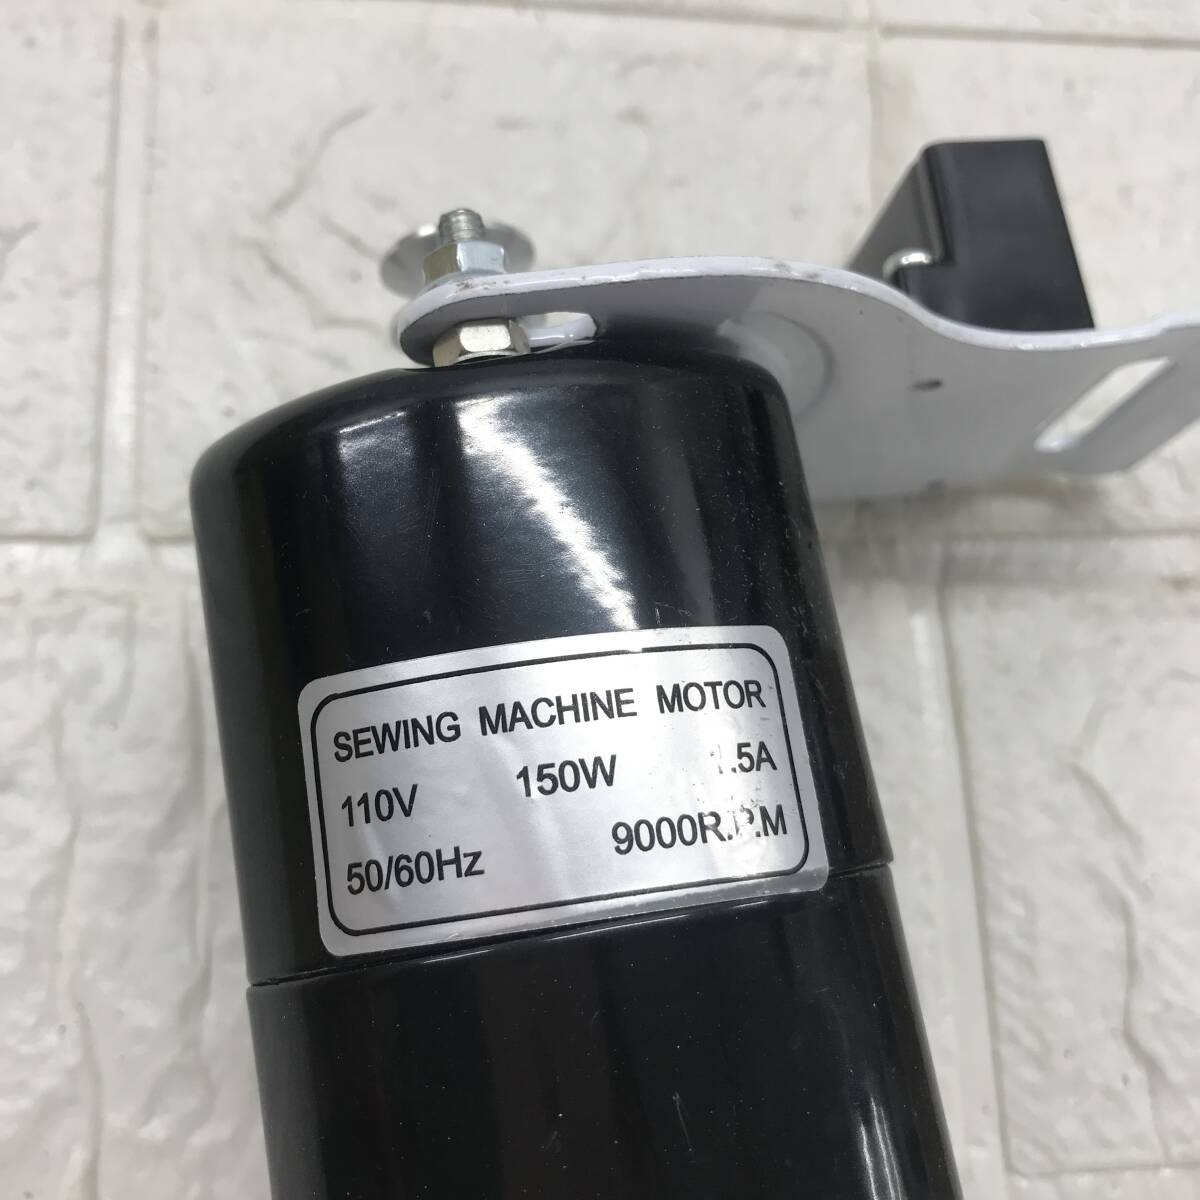 SEWING MACHINE MOTOR
110V 150W 1.5A
50/60Hz 9000R.P.M